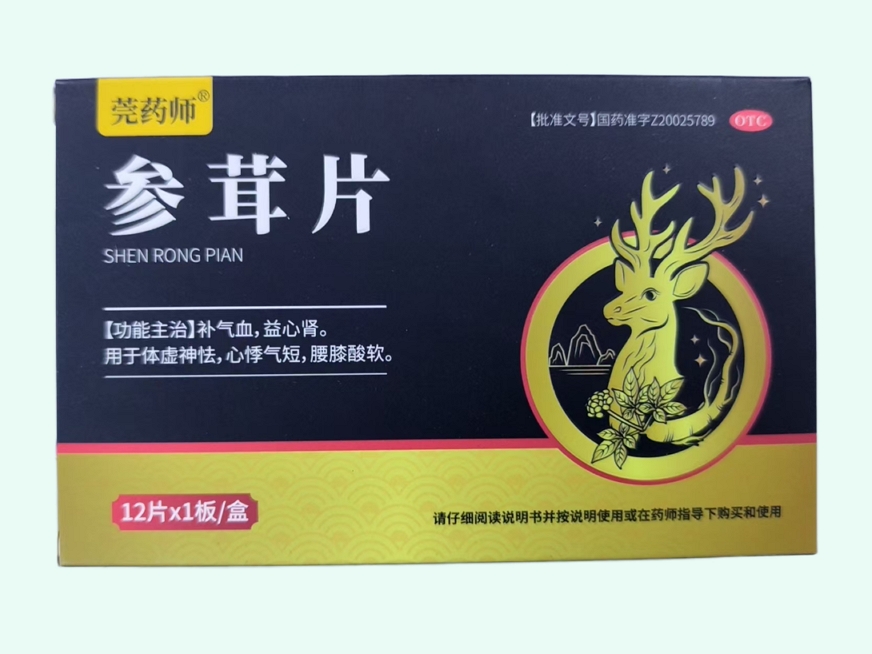 莞药师®
【批准文号】国药准字Z20025789 OTC
参茸片
SHEN RONG PIAN
【功能主治】补气血,益心肾。
用于体虚神怯,心悸气短,腰膝酸软。
12片x1板/盒
请仔细阅读说明书并按说明使用或在药师指导下购买和使用